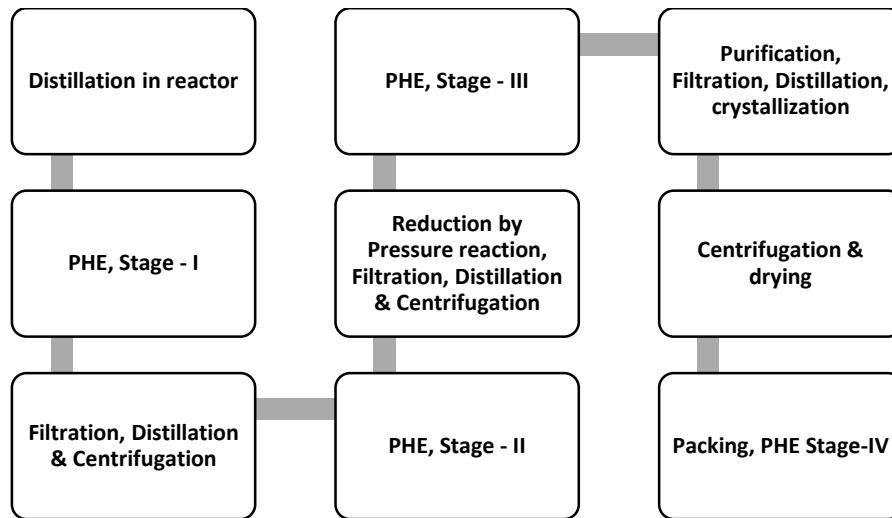 Distillation in reactor
PHE, Stage - I
Filtration, Distillation
& Centrifugation
PHE, Stage - II
Reduction by
Pressure reaction,
Filtration, Distillation
& Centrifugation
PHE, Stage - III
Purification,
Filtration, Distillation,
crystallization
Centrifugation &
drying
Packing, PHE Stage-IV